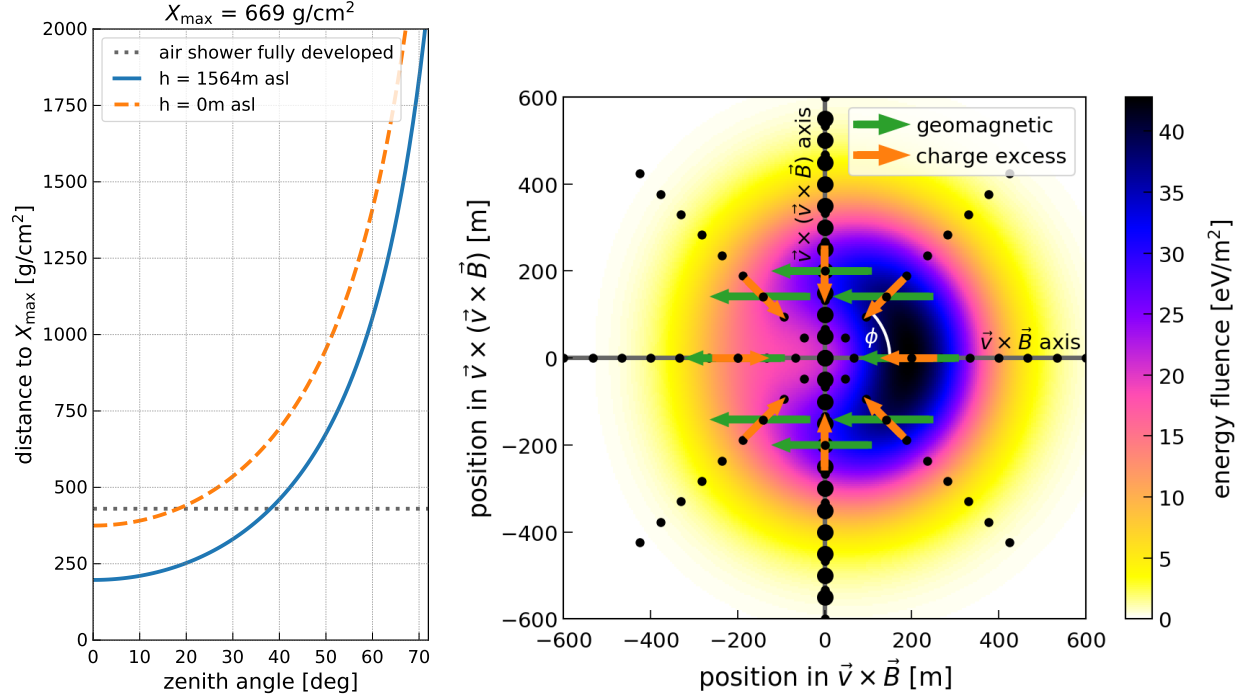 X_max = 669 g/cm²
2000
1750
1500
1250
1000
750
500
250
0
distance to X_max [g/cm²]
air shower fully developed
h = 1564m asl
h = 0m asl
0 10 20 30 40 50 60 70
zenith angle [deg]
600
400
200
0
−200
−400
−600
position in v⃗ × (v⃗ × B⃗) [m]
v⃗ × (v⃗ × B⃗) axis
geomagnetic
charge excess
ϕ
v⃗ × B⃗ axis
−600 −400 −200 0 200 400 600
position in v⃗ × B⃗ [m]
40
35
30
25
20
15
10
5
0
energy fluence [eV/m²]